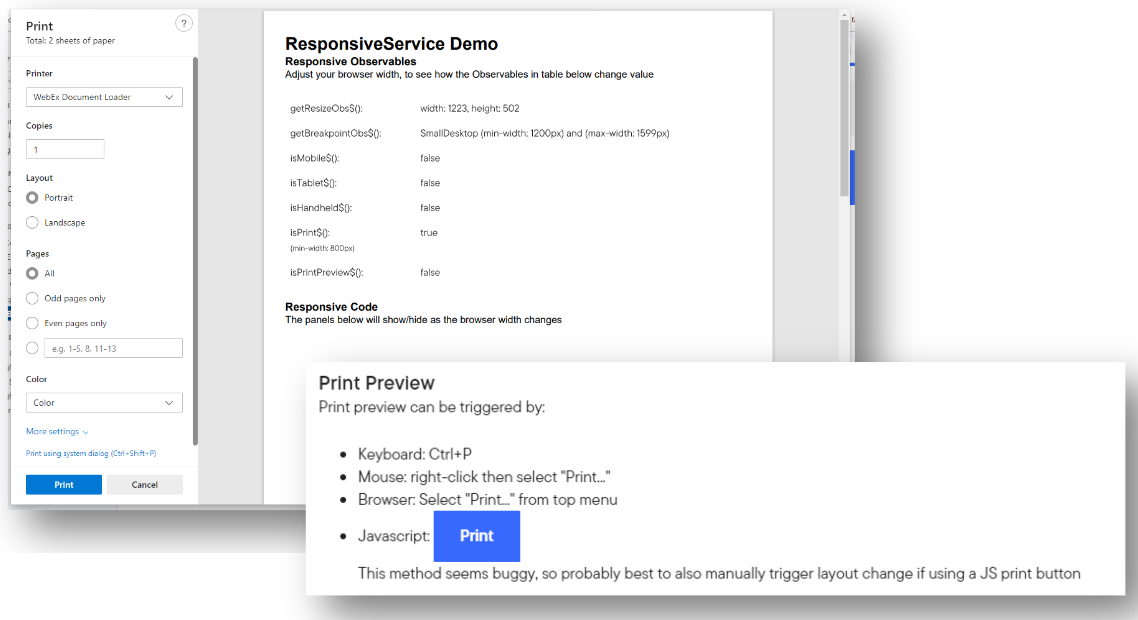 Print
?
Total: 2 sheets of paper
Printer
WebEx Document Loader
Copies
1
Layout
Portrait
Landscape
Pages
All
Odd pages only
Even pages only
e.g. 1-5, 8, 11-13
Color
Color
More settings
Print using system dialog (Ctrl+Shift+P)
Print Cancel
ResponsiveService Demo
Responsive Observables
Adjust your browser width, to see how the Observables in table below change value
getResizeObs$(): width: 1223, height: 502
getBreakpointObs$(): SmallDesktop (min-width: 1200px) and (max-width: 1599px)
isMobile$(): false
isTablet$(): false
isHandheld$(): false
isPrint$(): true
(min-width: 800px)
isPrintPreview$(): false
Responsive Code
The panels below will show/hide as the browser width changes
Print Preview
Print preview can be triggered by:
• Keyboard: Ctrl+P
• Mouse: right-click then select "Print..."
• Browser: Select "Print..." from top menu
• Javascript: Print
This method seems buggy, so probably best to also manually trigger layout change if using a JS print button